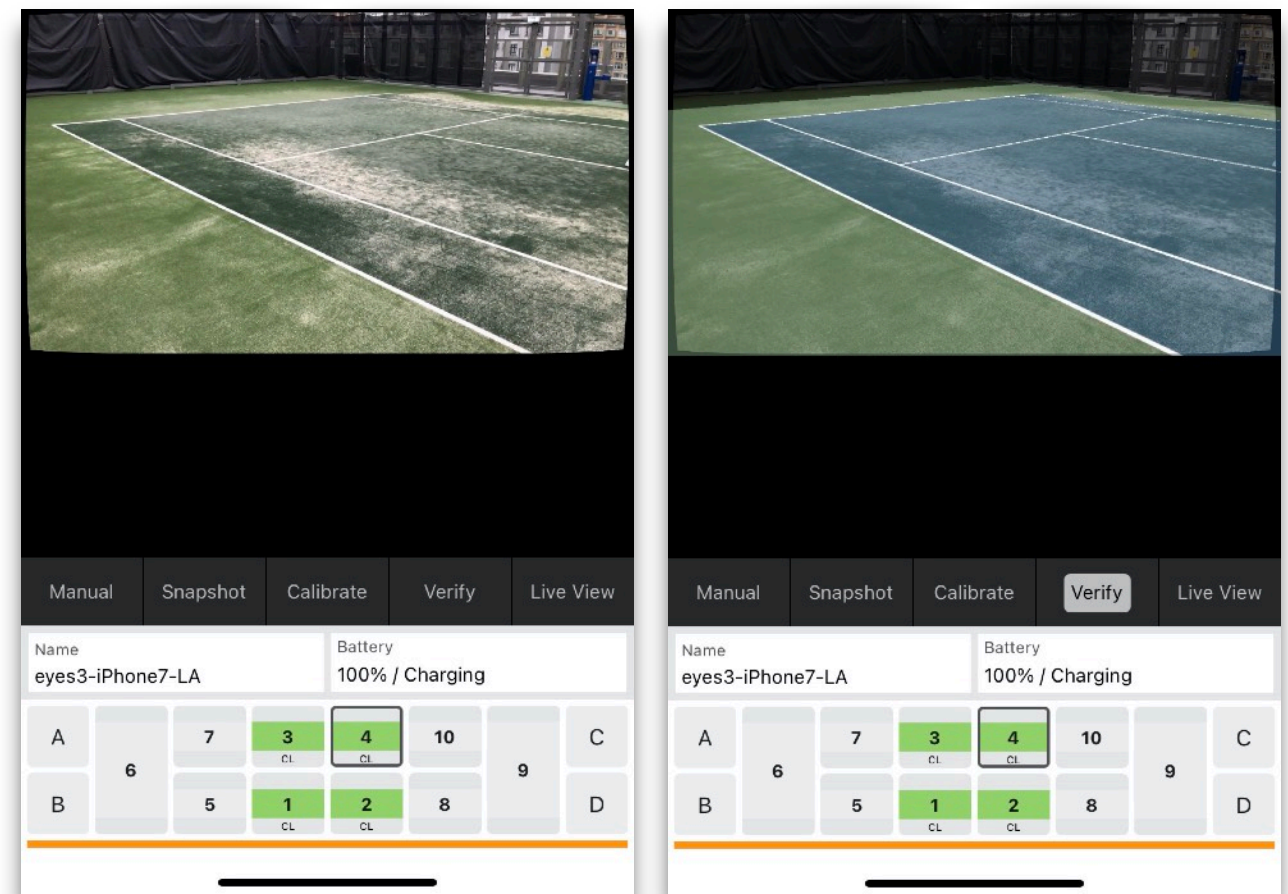 Manual Snapshot Calibrate Verify Live View
Name
eyes3-iPhone7-LA
Battery
100% / Charging
A 7 3 4 10 C
CL CL
6 9
B 5 1 2 8 D
CL CL
Manual Snapshot Calibrate Verify Live View
Name
eyes3-iPhone7-LA
Battery
100% / Charging
A 7 3 4 10 C
CL CL
6 9
B 5 1 2 8 D
CL CL